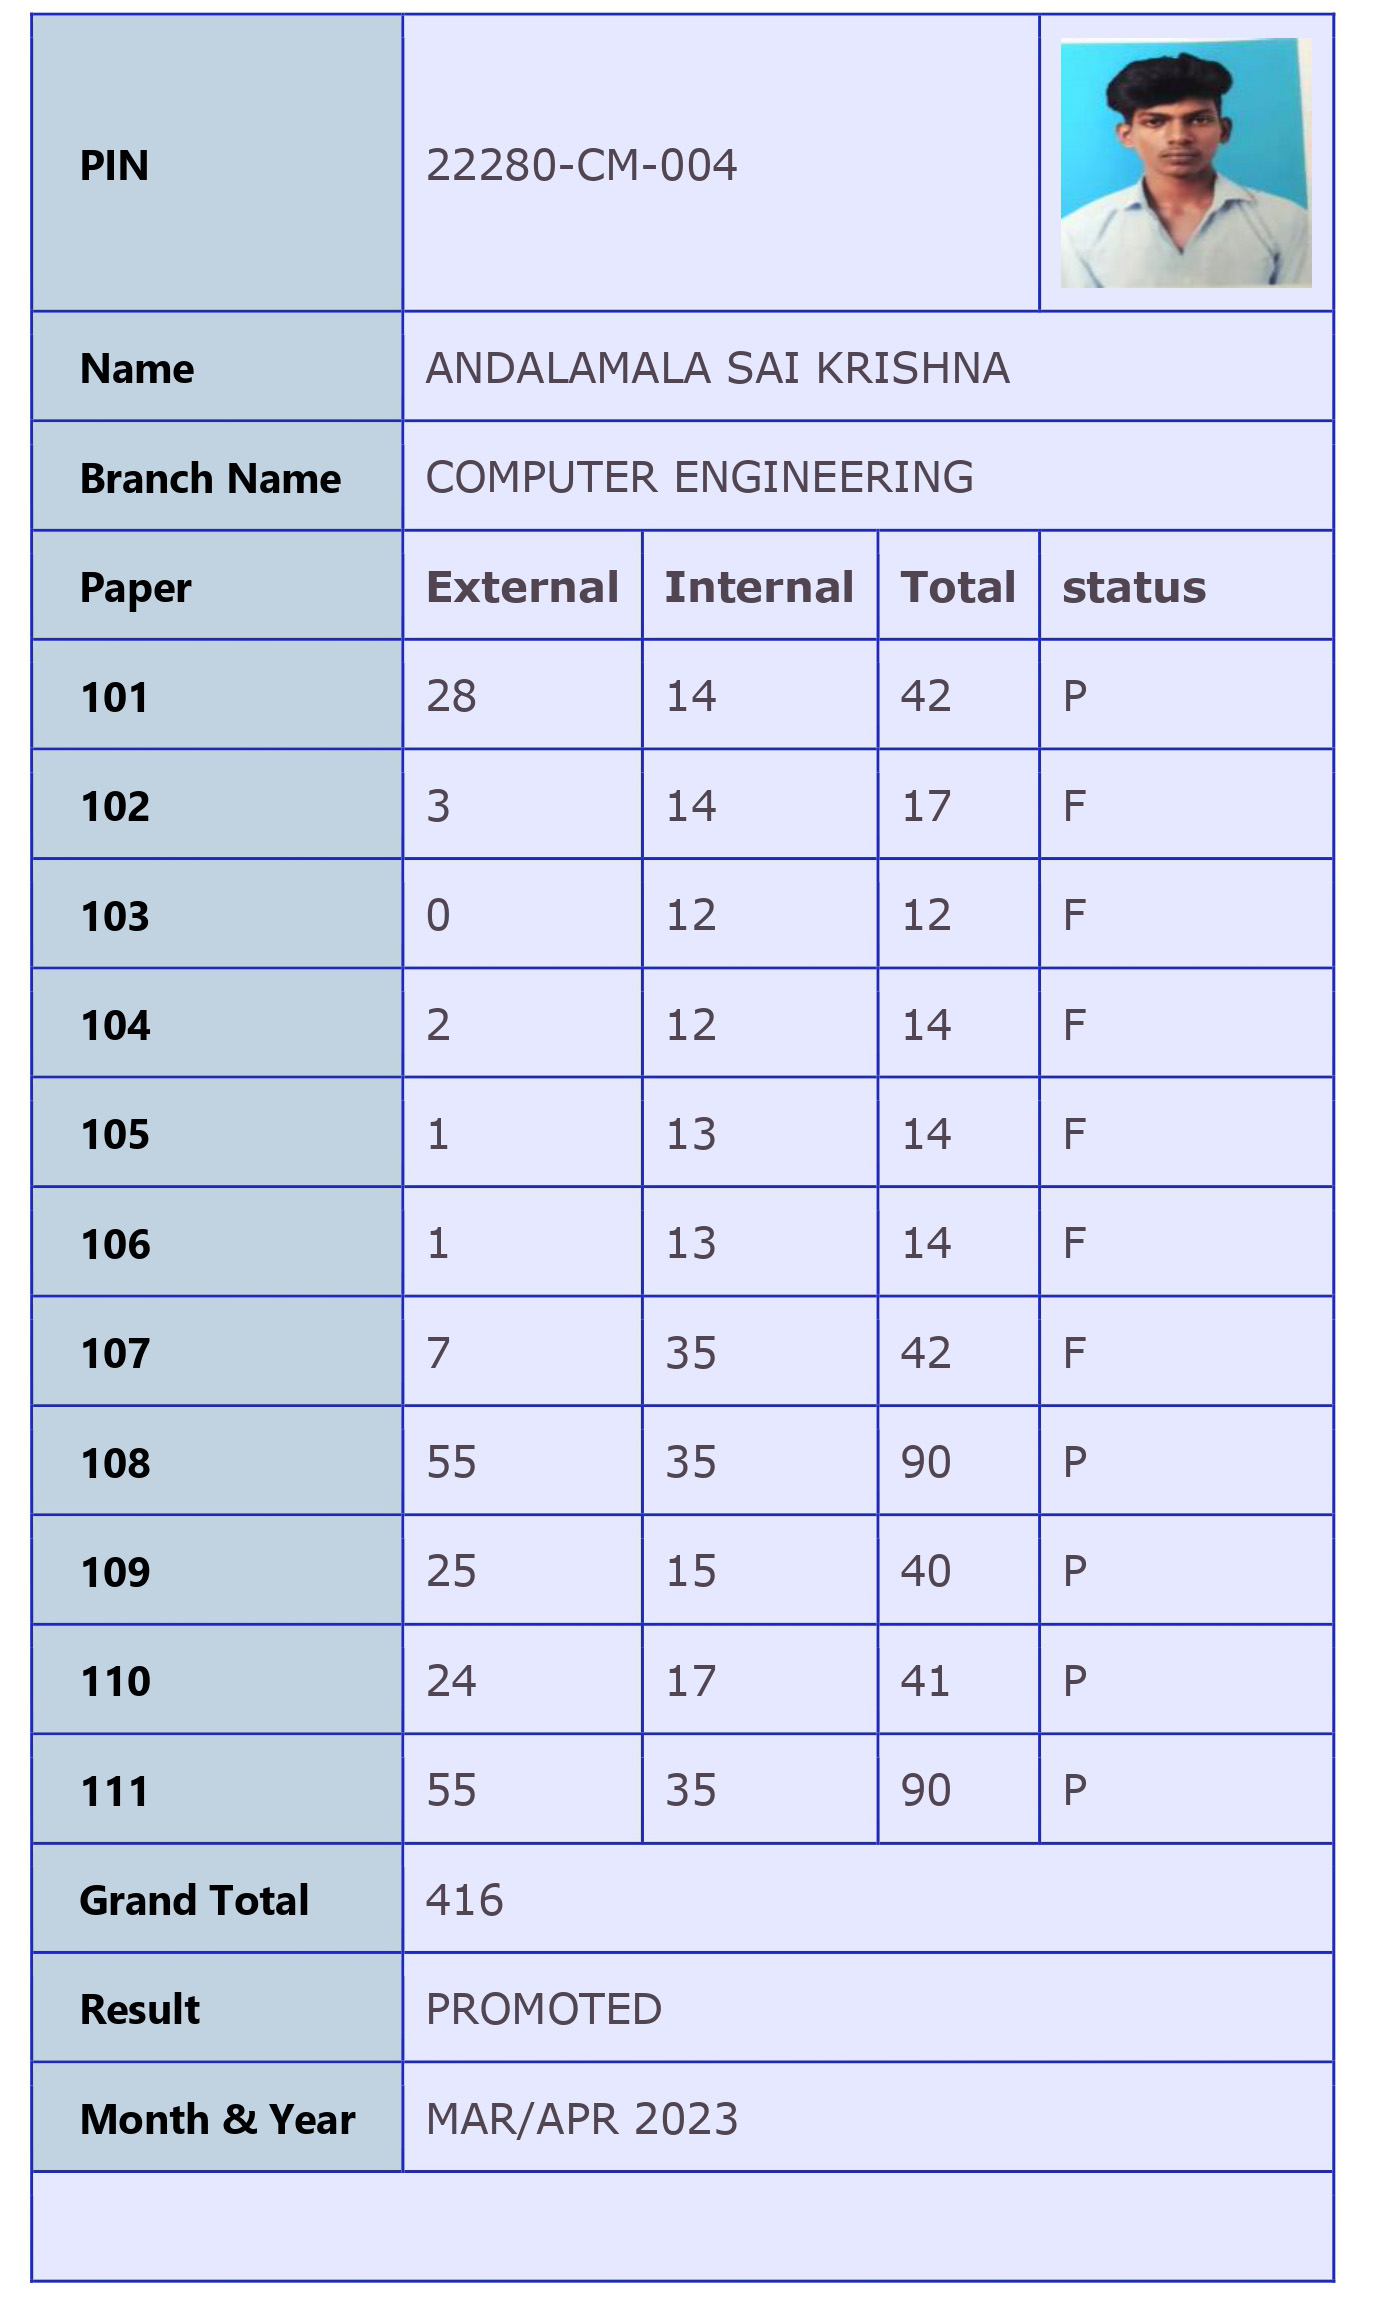 PIN 22280-CM-004
Name ANDALAMALA SAI KRISHNA
Branch Name COMPUTER ENGINEERING
Paper External Internal Total status
101 28 14 42 P
102 3 14 17 F
103 0 12 12 F
104 2 12 14 F
105 1 13 14 F
106 1 13 14 F
107 7 35 42 F
108 55 35 90 P
109 25 15 40 P
110 24 17 41 P
111 55 35 90 P
Grand Total 416
Result PROMOTED
Month & Year MAR/APR 2023